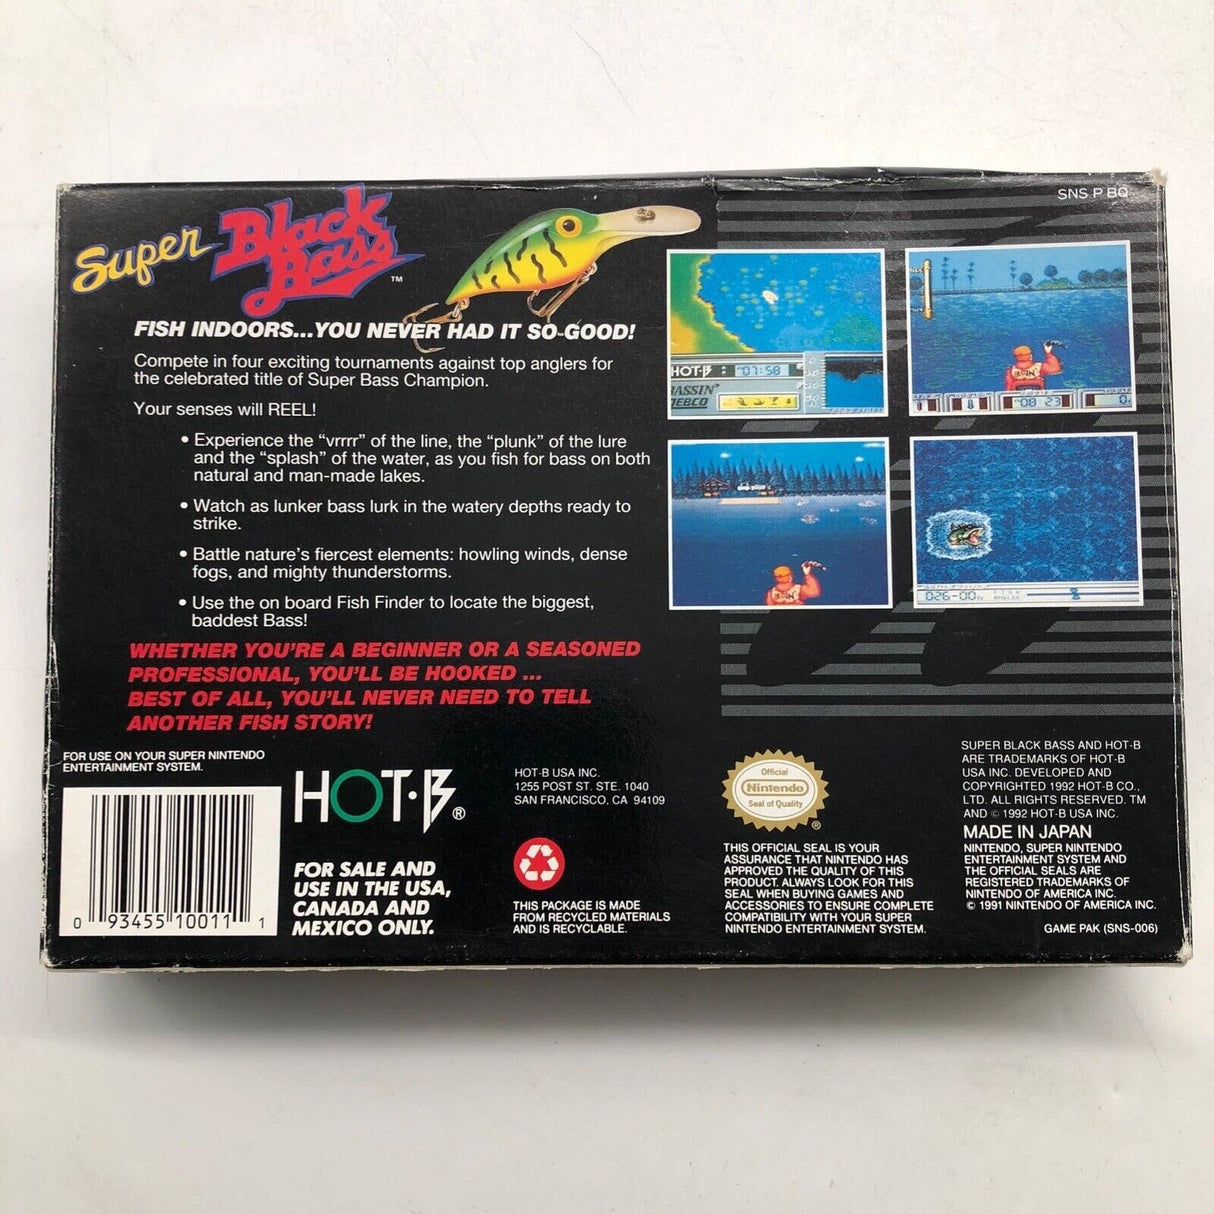 SNS P BQ
Super Black Bass™
FISH INDOORS...YOU NEVER HAD IT SO GOOD!
Compete in four exciting tournaments against top anglers for
the celebrated title of Super Bass Champion.
Your senses will REEL!
• Experience the “vrrrr” of the line, the “plunk” of the lure
and the “splash” of the water, as you fish for bass on both
natural and man-made lakes.
• Watch as lunker bass lurk in the watery depths ready to
strike.
• Battle nature's fiercest elements: howling winds, dense
fogs, and mighty thunderstorms.
• Use the on board Fish Finder to locate the biggest,
baddest Bass!
WHETHER YOU'RE A BEGINNER OR A SEASONED
PROFESSIONAL, YOU'LL BE HOOKED ...
BEST OF ALL, YOU'LL NEVER NEED TO TELL
ANOTHER FISH STORY!
HOT-B
07:50
BASSIN'
ZEBCO
08 23
026-00
FOR USE ON YOUR SUPER NINTENDO
ENTERTAINMENT SYSTEM.
0 93455 10011 1
HOT·B®
FOR SALE AND
USE IN THE USA,
CANADA AND
MEXICO ONLY.
HOT-B USA INC.
1255 POST ST. STE. 1040
SAN FRANCISCO, CA 94109
THIS PACKAGE IS MADE
FROM RECYCLED MATERIALS
AND IS RECYCLABLE.
Official
Nintendo
Seal of Quality
®
THIS OFFICIAL SEAL IS YOUR
ASSURANCE THAT NINTENDO HAS
APPROVED THE QUALITY OF THIS
PRODUCT. ALWAYS LOOK FOR THIS
SEAL WHEN BUYING GAMES AND
ACCESSORIES TO ENSURE COMPLETE
COMPATIBILITY WITH YOUR SUPER
NINTENDO ENTERTAINMENT SYSTEM.
SUPER BLACK BASS AND HOT-B
ARE TRADEMARKS OF HOT-B
USA INC. DEVELOPED AND
COPYRIGHTED 1992 HOT-B CO.,
LTD. ALL RIGHTS RESERVED. TM
AND © 1992 HOT-B USA INC.
MADE IN JAPAN
NINTENDO, SUPER NINTENDO
ENTERTAINMENT SYSTEM AND
THE OFFICIAL SEALS ARE
REGISTERED TRADEMARKS OF
NINTENDO OF AMERICA INC.
© 1991 NINTENDO OF AMERICA INC.
GAME PAK (SNS-006)